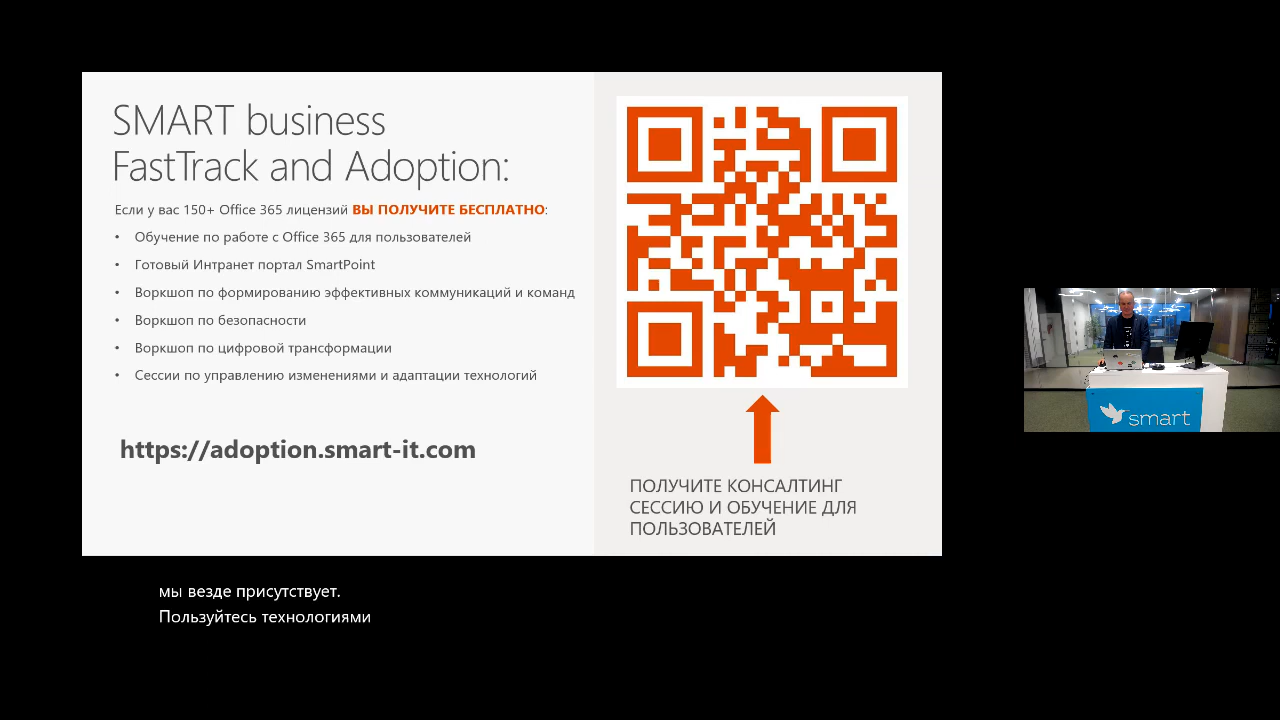 SMART business
FastTrack and Adoption:
Если у вас 150+ Office 365 лицензий ВЫ ПОЛУЧИТЕ БЕСПЛАТНО:
• Обучение по работе с Office 365 для пользователей
• Готовый Интранет портал SmartPoint
• Воркшоп по формированию эффективных коммуникаций и команд
• Воркшоп по безопасности
• Воркшоп по цифровой трансформации
• Сессии по управлению изменениями и адаптации технологий
https://adoption.smart-it.com
ПОЛУЧИТЕ КОНСАЛТИНГ
СЕССИЮ И ОБУЧЕНИЕ ДЛЯ
ПОЛЬЗОВАТЕЛЕЙ
smart
мы везде присутствует.
Пользуйтесь технологиями